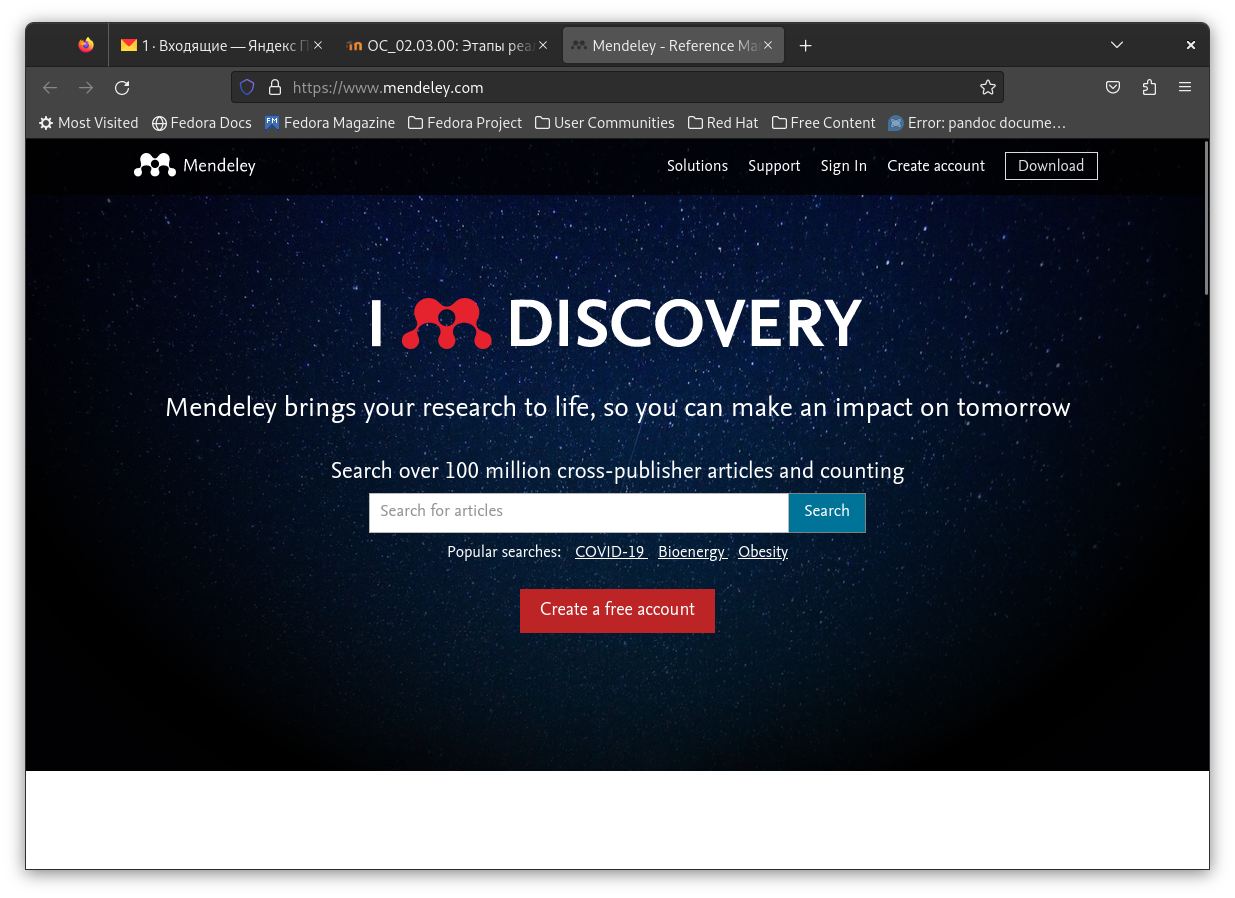 1 · Входящие — Яндекс П
ОС_02.03.00: Этапы реа
Mendeley - Reference Ma
https://www.mendeley.com
Most Visited Fedora Docs Fedora Magazine Fedora Project User Communities Red Hat Free Content Error: pandoc docume…
Mendeley Solutions Support Sign In Create account Download
I DISCOVERY
Mendeley brings your research to life, so you can make an impact on tomorrow
Search over 100 million cross-publisher articles and counting
Search for articles Search
Popular searches: COVID-19 Bioenergy Obesity
Create a free account